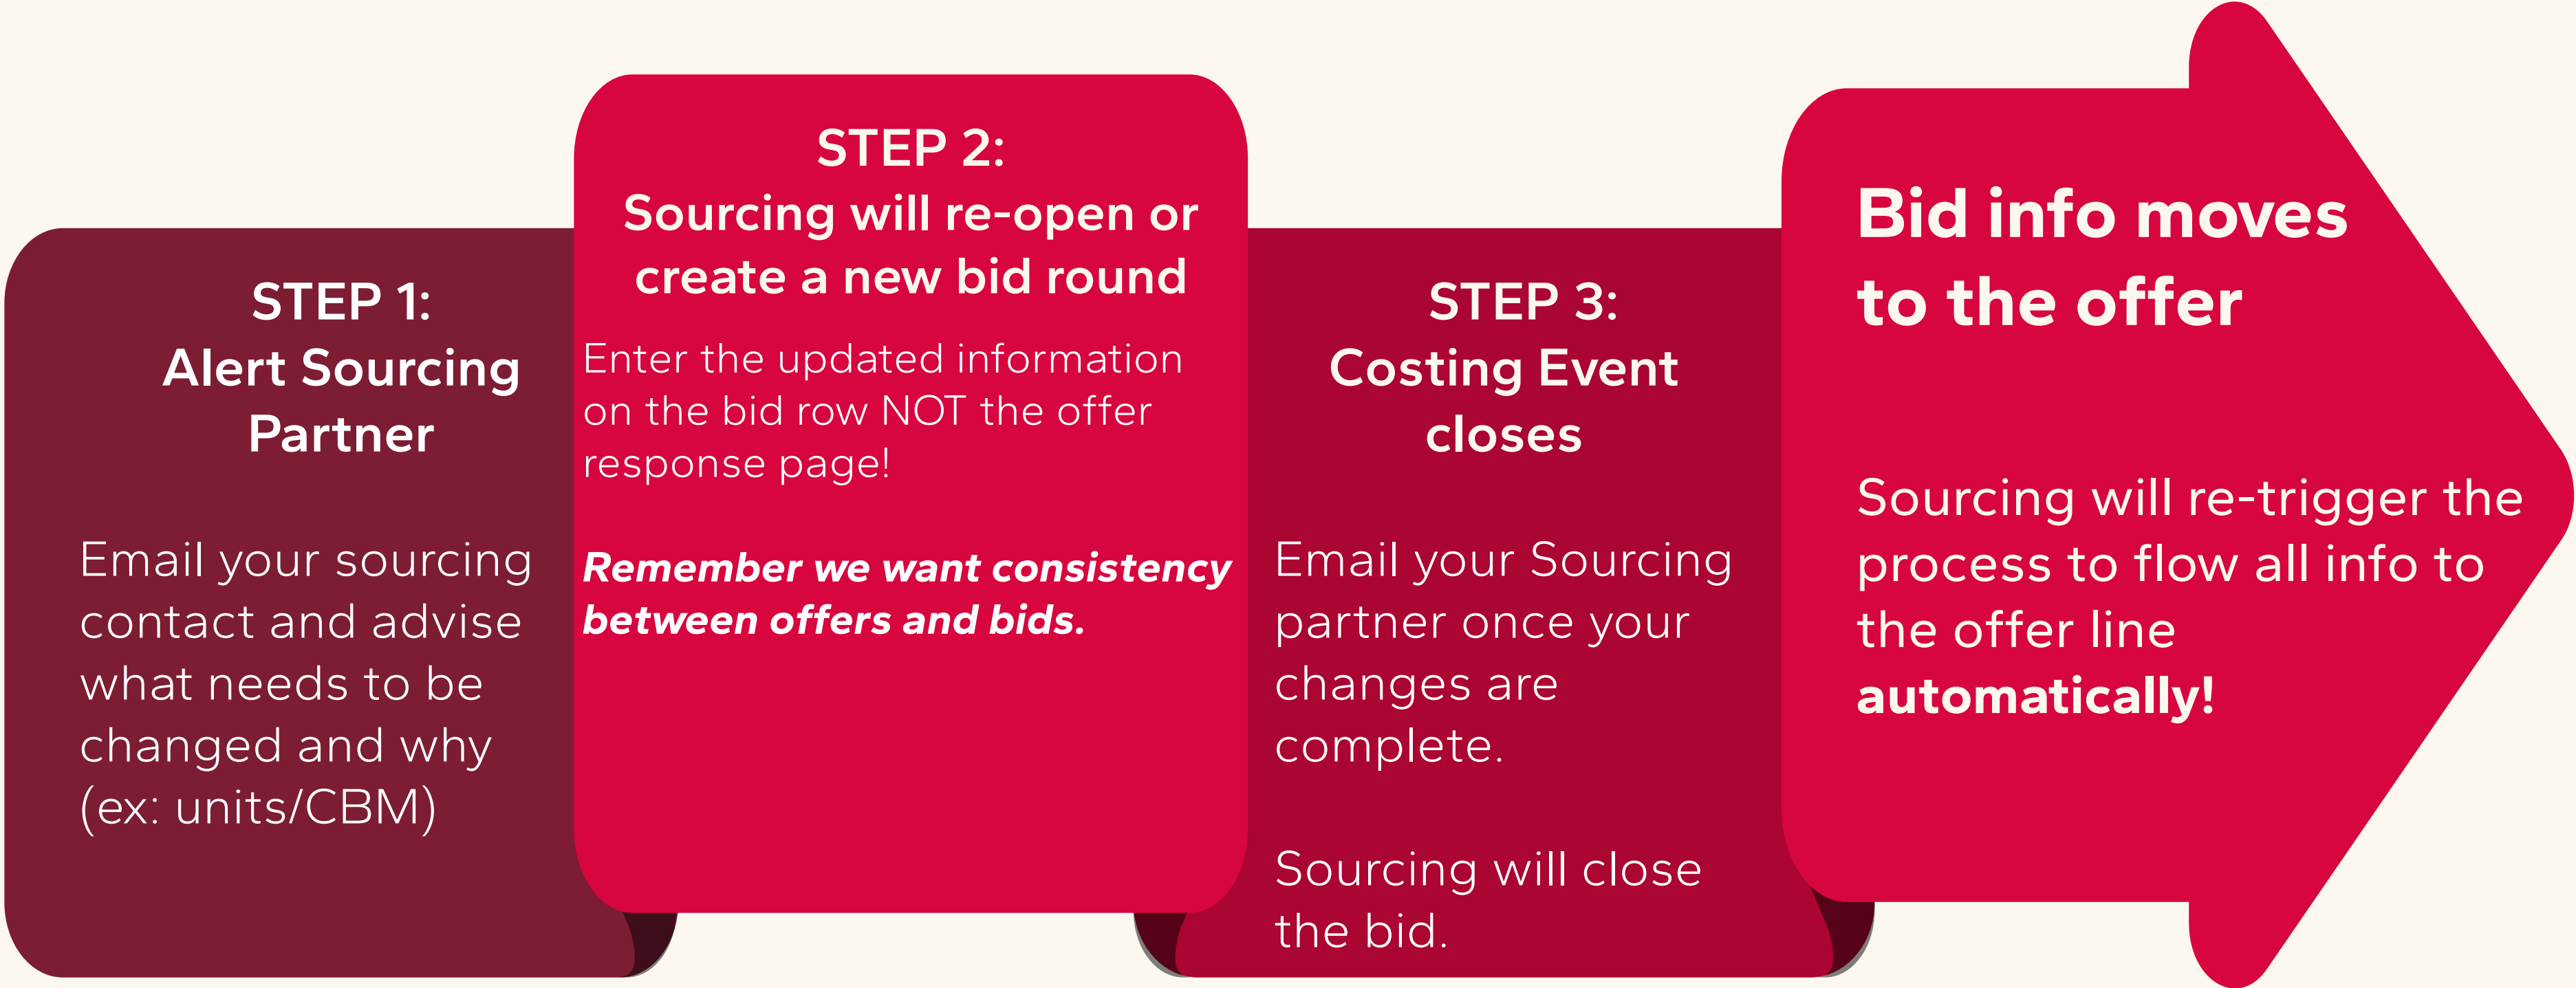 STEP 1:
Alert Sourcing
Partner
Email your sourcing
contact and advise
what needs to be
changed and why
(ex: units/CBM)
STEP 2:
Sourcing will re-open or
create a new bid round
Enter the updated information
on the bid row NOT the offer
response page!
Remember we want consistency
between offers and bids.
STEP 3:
Costing Event
closes
Email your Sourcing
partner once your
changes are
complete.
Sourcing will close
the bid.
Bid info moves
to the offer
Sourcing will re-trigger the
process to flow all info to
the offer line
automatically!